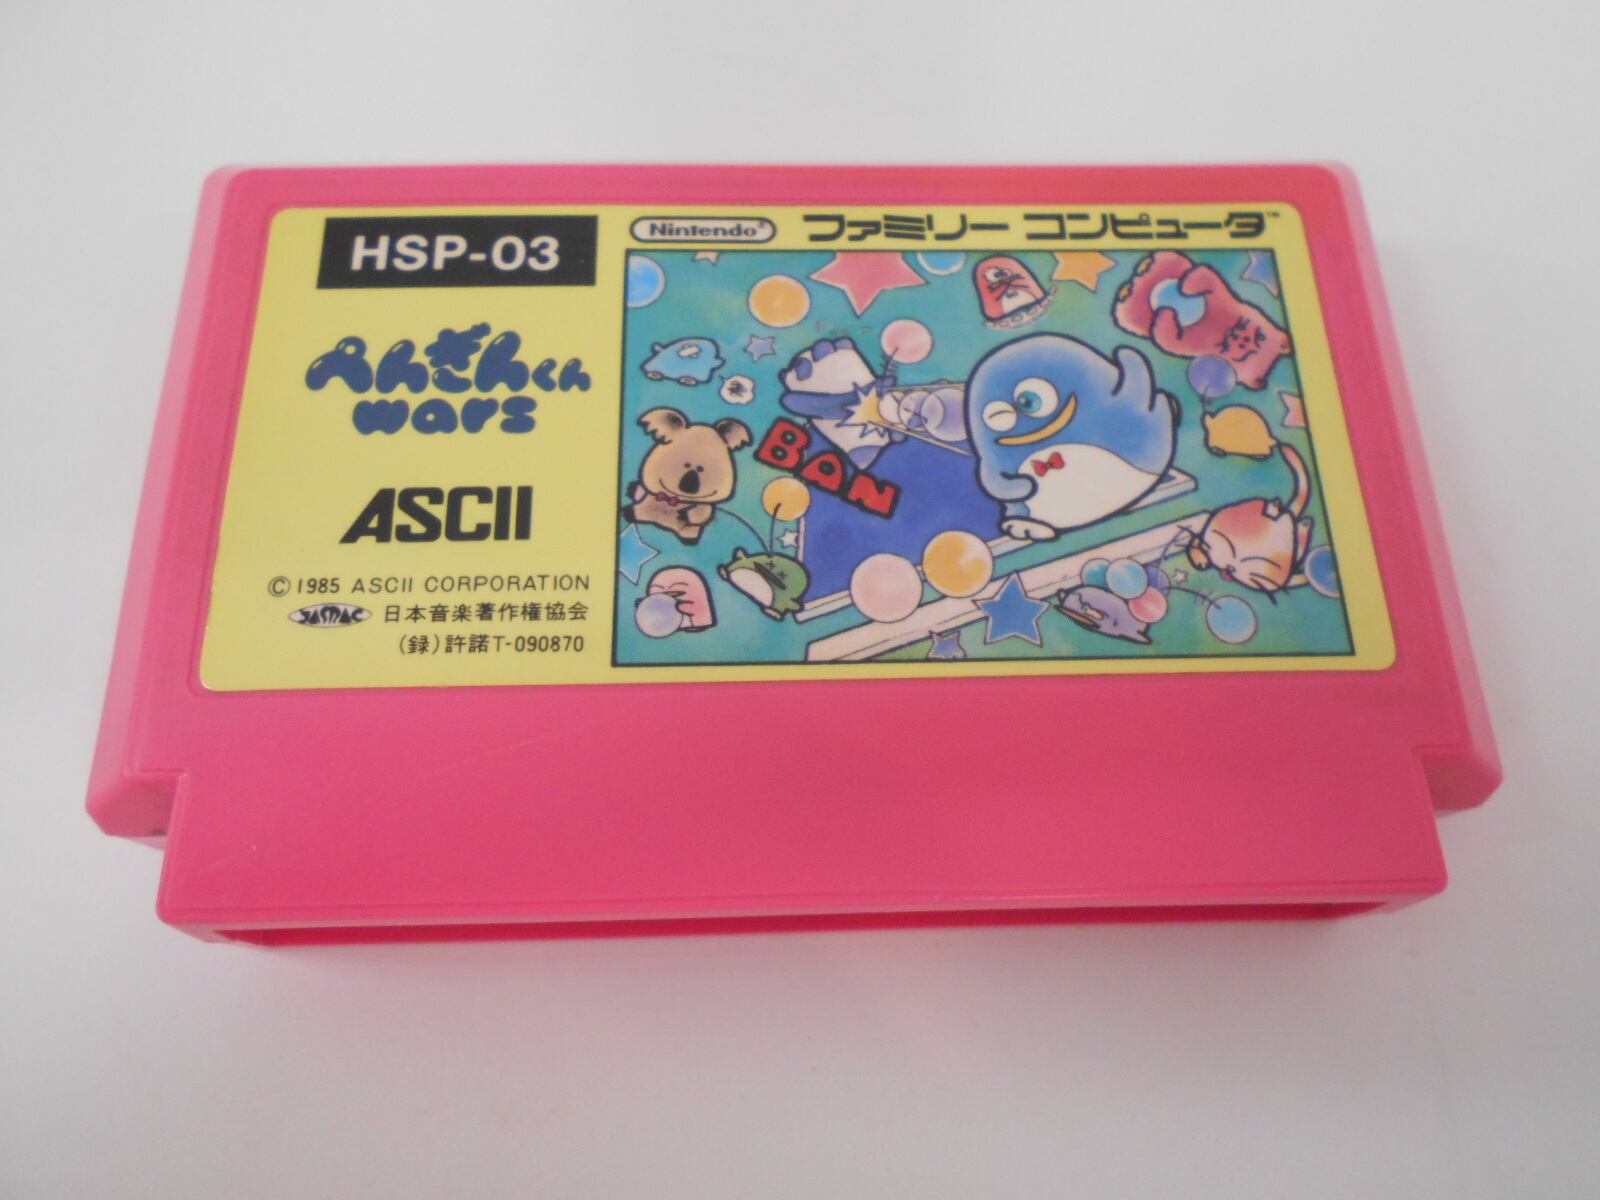 HSP-03
Nintendo®
ファミリー コンピュータ™
ぺんぎんくん
wars
ASCII
© 1985 ASCII CORPORATION
JASRAC 日本音楽著作権協会
(録)許諾T-090870
BAN